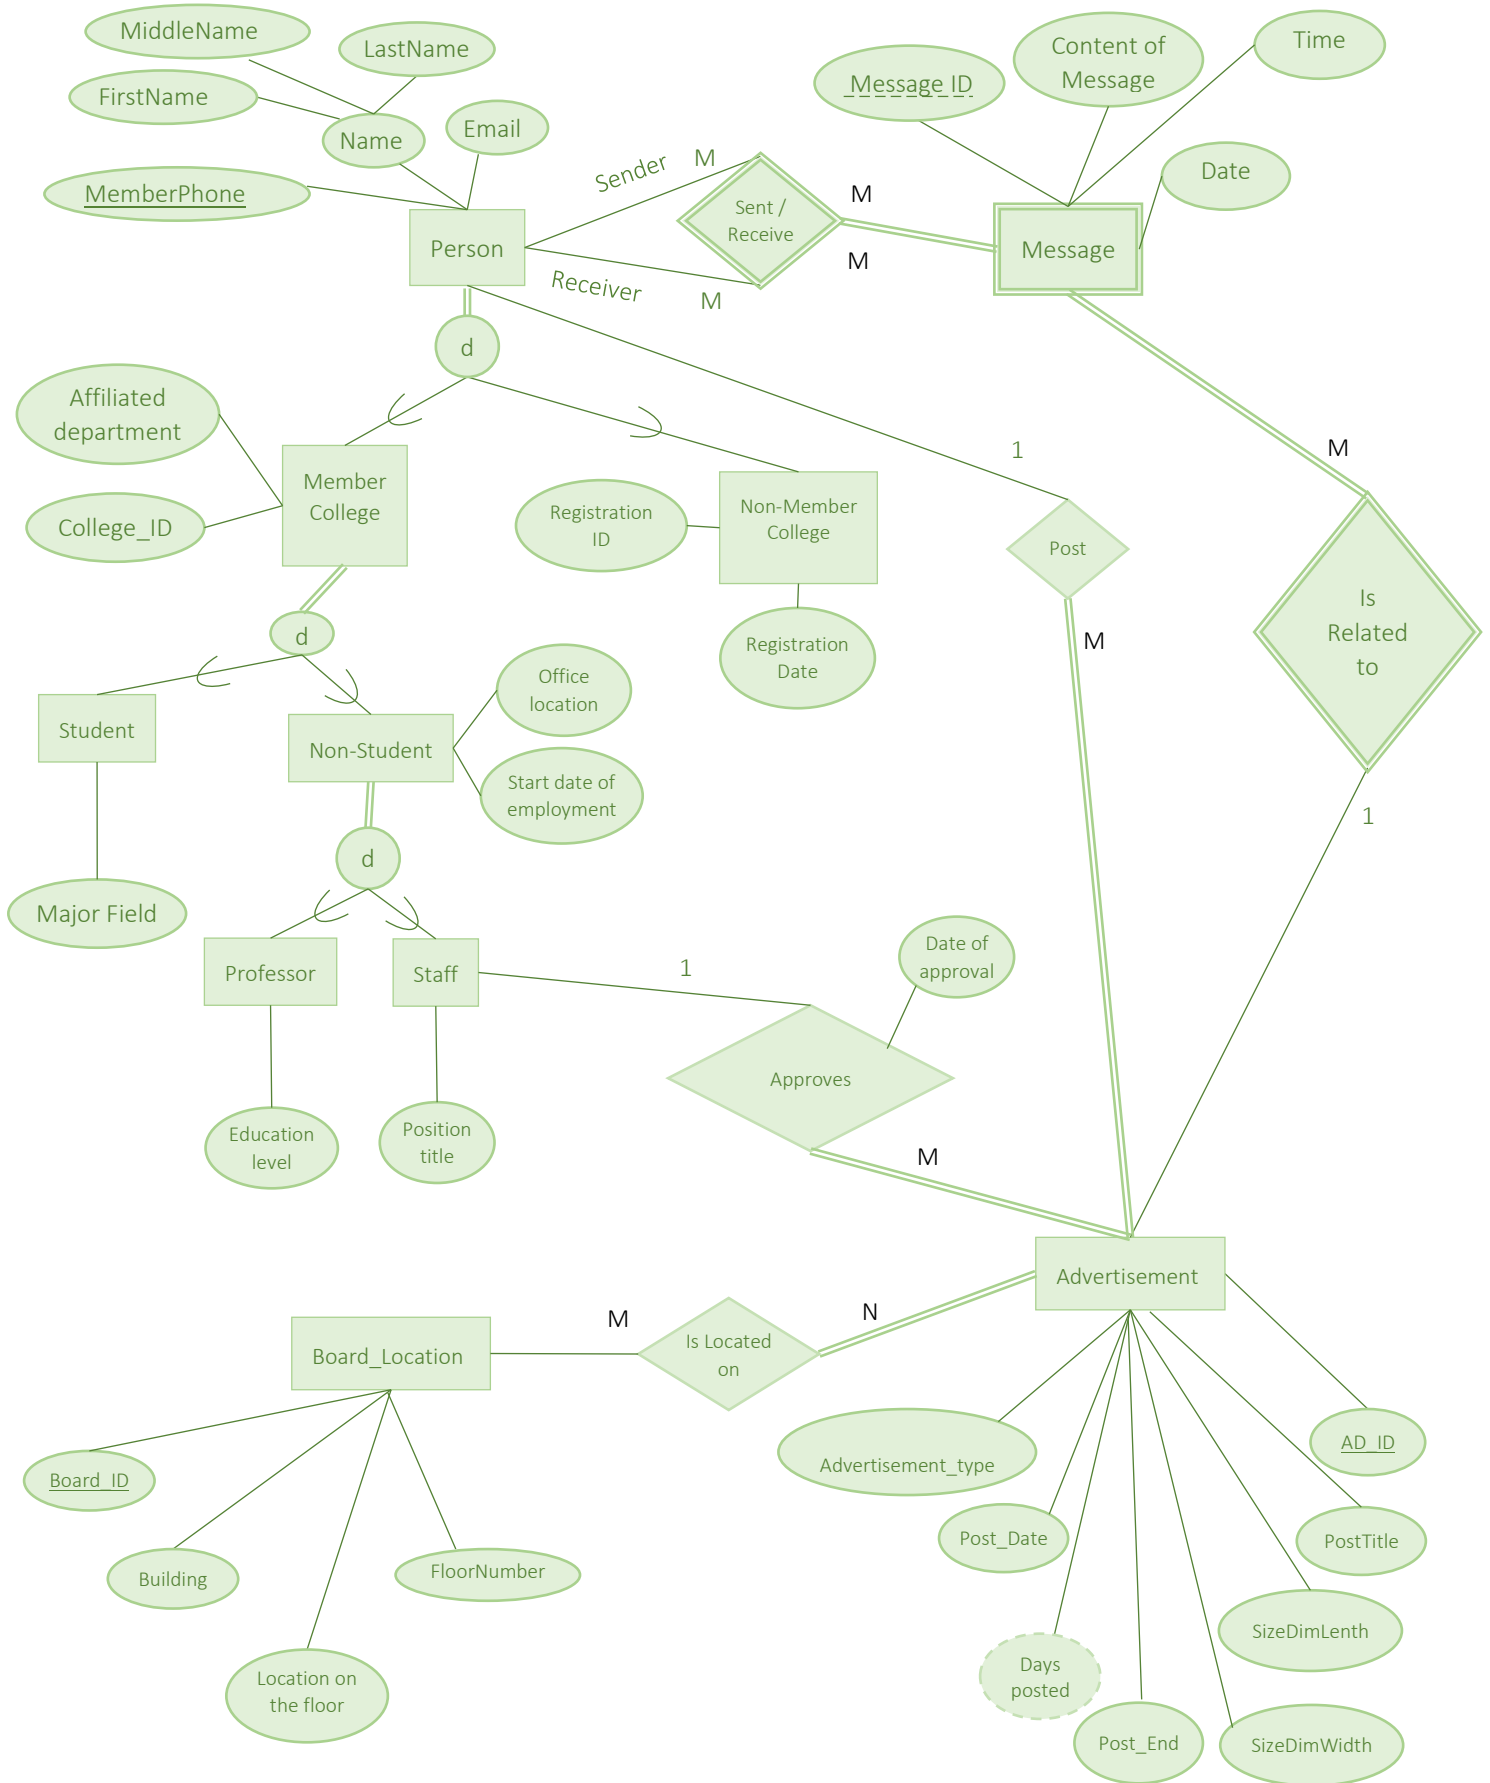 MiddleName
LastName
FirstName
Name
Email
MemberPhone
Person
Sender
M
Receiver
M
Sent /
Receive
M
M
Message ID
Content of
Message
Time
Date
Message
d
Affiliated
department
College_ID
Member
College
Registration
ID
Non-Member
College
Registration
Date
1
Post
M
M
Is
Related
to
1
d
Student
Non-Student
Office
location
Start date of
employment
Major Field
d
Professor
Staff
1
Date of
approval
Approves
M
Education
level
Position
title
Advertisement
Board_Location
M
Is Located
on
N
Board_ID
Building
Location on
the floor
FloorNumber
Advertisement_type
Post_Date
Days
posted
Post_End
SizeDimWidth
SizeDimLenth
PostTitle
AD_ID